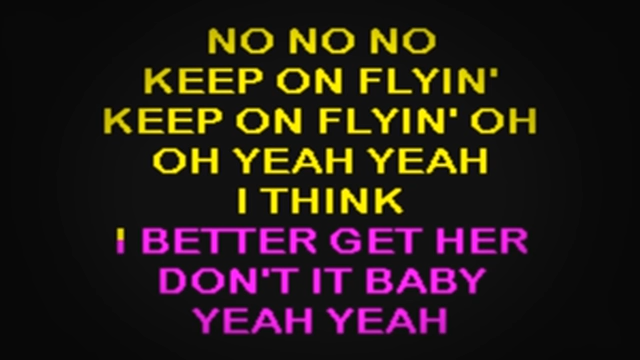 NO NO NO
KEEP ON FLYIN'
KEEP ON FLYIN' OH
OH YEAH YEAH
I THINK
I BETTER GET HER
DON'T IT BABY
YEAH YEAH